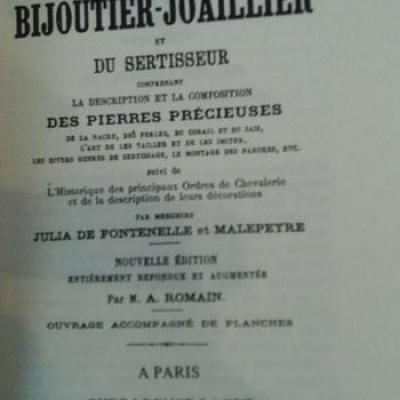 BIJOUTIER-JOAILLIER
ET
DU SERTISSEUR
COMPRENANT
LA DESCRIPTION ET LA COMPOSITION
DES PIERRES PRÉCIEUSES
DE LA NACRE, DES PERLES, DU CORAIL ET DU JAIS,
L'ART DE LES TAILLER ET DE LES IMITER,
LES DIVERS GENRES DE SERTISSAGE, LE MONTAGE DES PARURES, ETC.
suivi de
L'Historique des principaux Ordres de Chevalerie
et de la description de leurs décorations
PAR MESSIEURS
JULIA DE FONTENELLE et MALEPEYRE
NOUVELLE ÉDITION
ENTIÈREMENT REFONDUE ET AUGMENTÉE
Par M. A. ROMAIN.
OUVRAGE ACCOMPAGNÉ DE PLANCHES
A PARIS